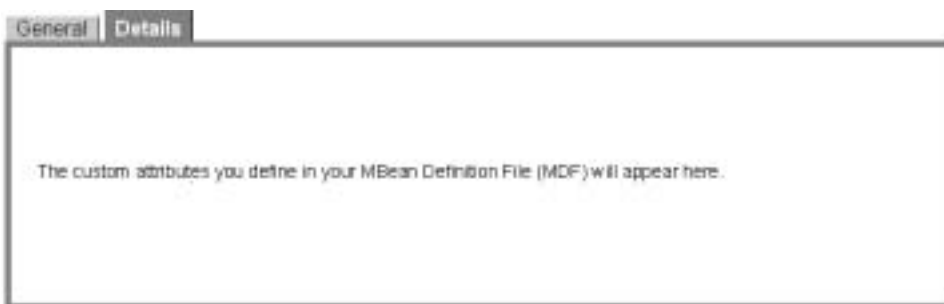 General Details
The custom attributes you define in your MBean Definition File (MDF) will appear here.